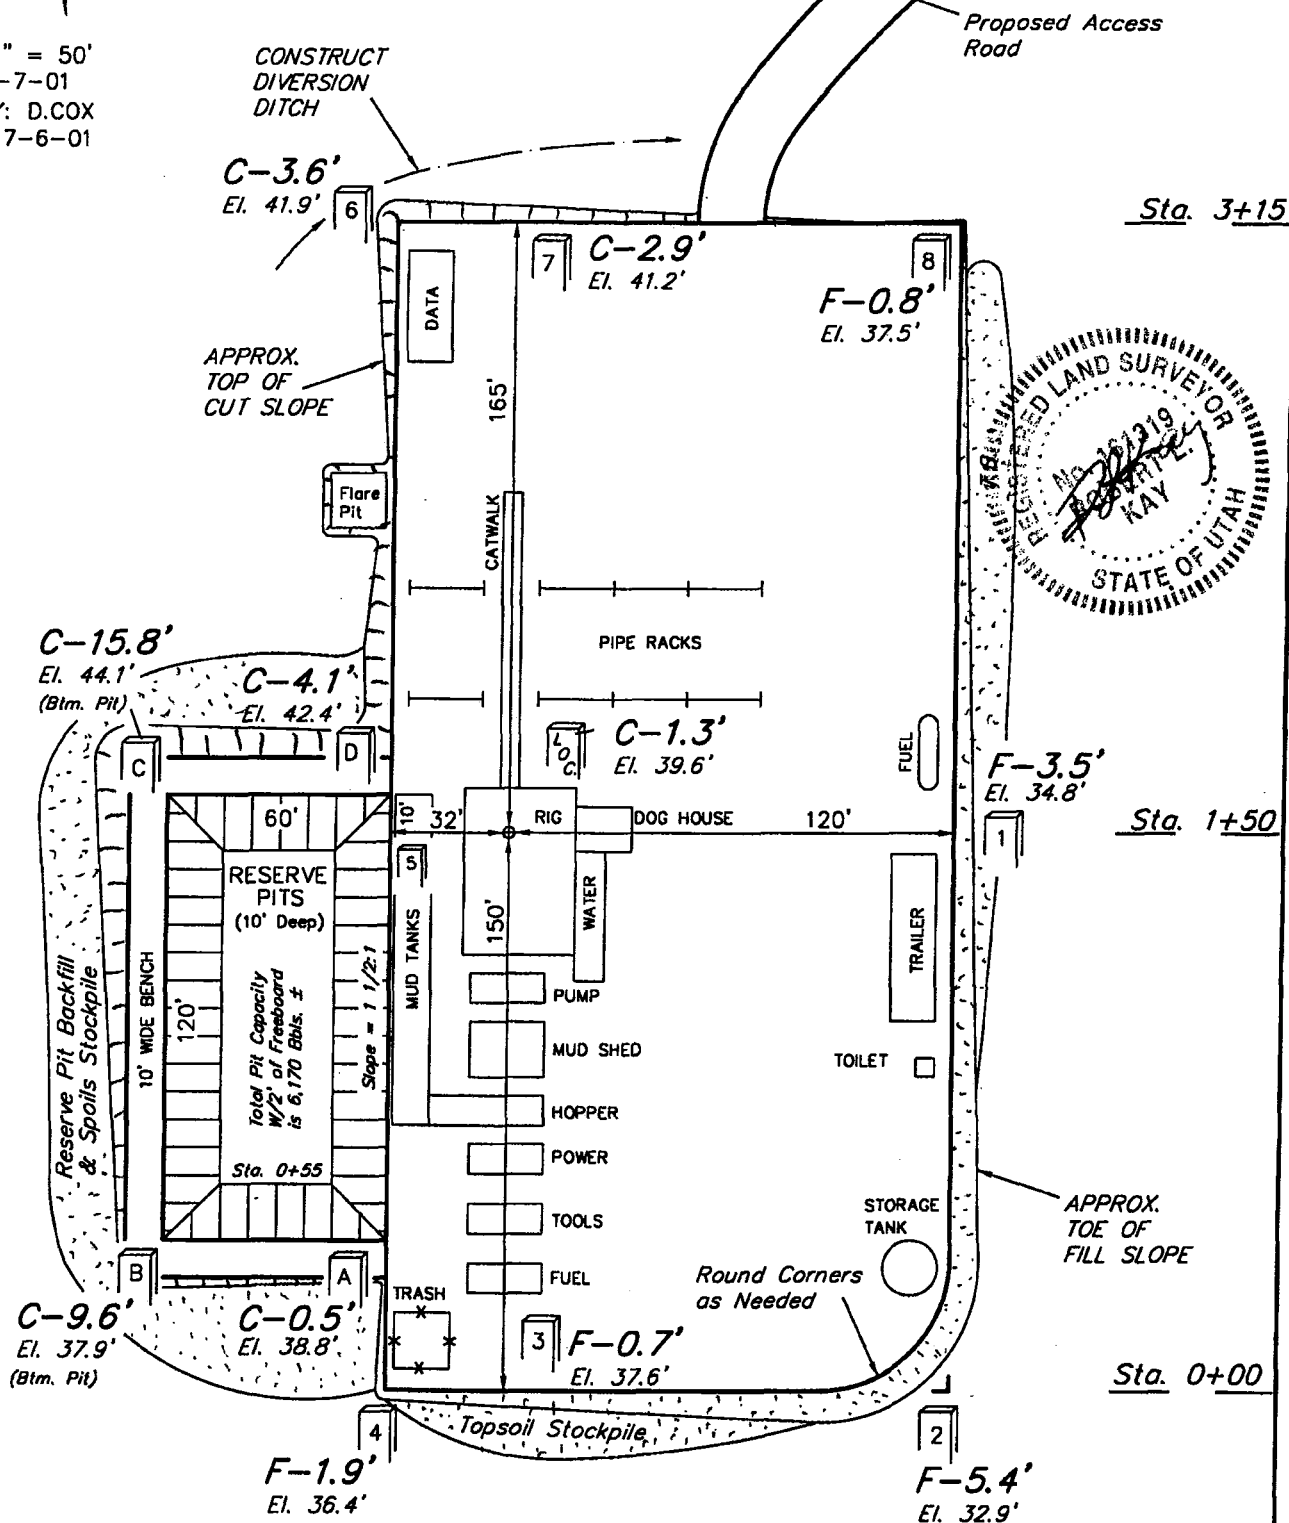 Proposed Access
Road
" = 50'
-7-01
Y: D.COX
7-6-01
CONSTRUCT
DIVERSION
DITCH
C-3.6'
El. 41.9'
6
Sta. 3+15
7
C-2.9'
El. 41.2'
8
F-0.8'
El. 37.5'
DATA
APPROX.
TOP OF
CUT SLOPE
165'
REGISTERED LAND SURVEYOR
No. 161319
ROBERT L.
KAY
STATE OF UTAH
Flare
Pit
CATWALK
PIPE RACKS
C-15.8'
El. 44.1'
(Btm. Pit)
C-4.1'
El. 42.4'
C
D
LOC.
C-1.3'
El. 39.6'
FUEL
F-3.5'
El. 34.8'
1
Sta. 1+50
60'
10'
32'
RIG
DOG HOUSE
120'
5
RESERVE
PITS
(10' Deep)
MUD TANKS
150'
WATER
TRAILER
Reserve Pit Backfill
& Spoils Stockpile
10' WIDE BENCH
120'
Total Pit Capacity
W/2' of Freeboard
is 6,170 Bbls. ±
Slope = 1 1/2:1
PUMP
MUD SHED
TOILET
HOPPER
POWER
Sta. 0+55
TOOLS
STORAGE
TANK
APPROX.
TOE OF
FILL SLOPE
B
A
FUEL
TRASH
Round Corners
as Needed
C-9.6'
El. 37.9'
(Btm. Pit)
C-0.5'
El. 38.8'
3
F-0.7'
El. 37.6'
Sta. 0+00
4
Topsoil Stockpile
2
F-1.9'
El. 36.4'
F-5.4'
El. 32.9'